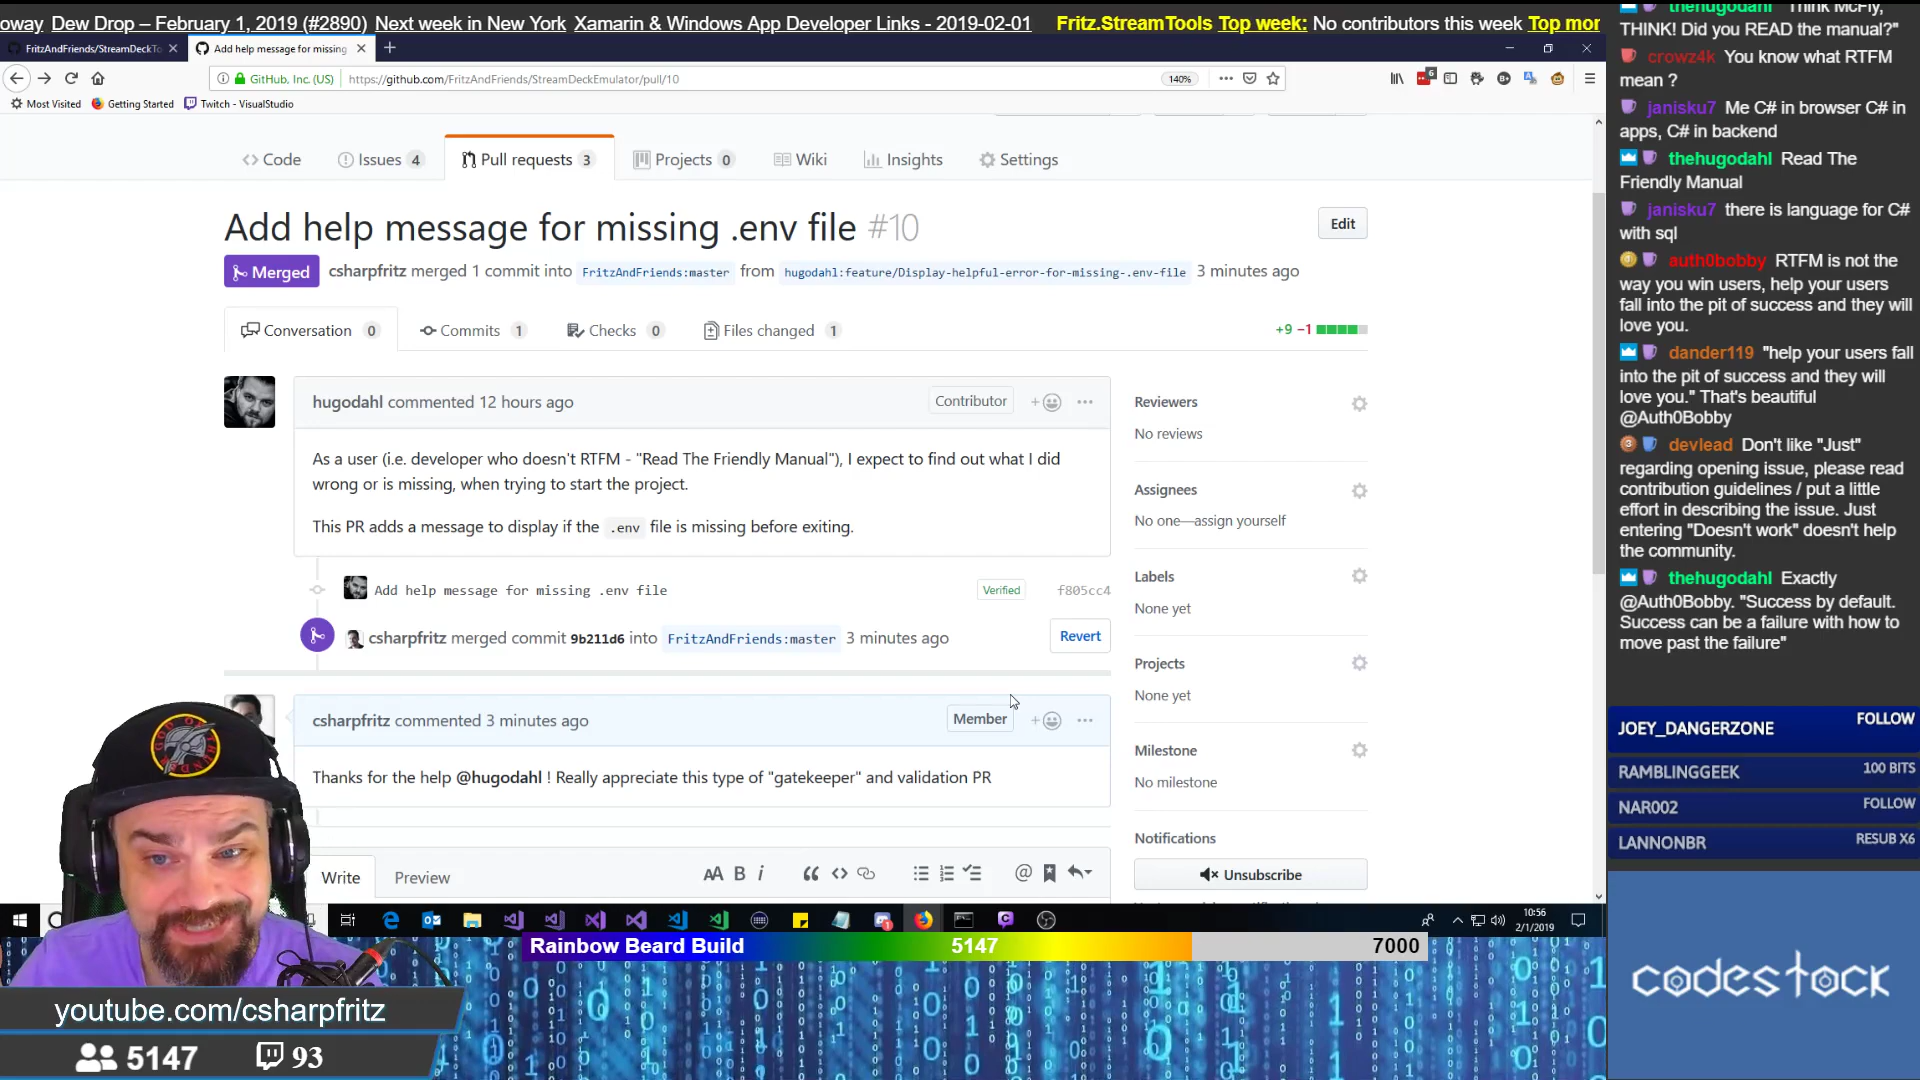 oway Dew Drop – February 1, 2019 (#2890) Next week in New York Xamarin & Windows App Developer Links - 2019-02-01 Fritz.StreamTools Top week: No contributors this week Top mor
FritzAndFriends/StreamDeckTo
Add help message for missing
GitHub, Inc. (US)
https://github.com/FritzAndFriends/StreamDeckEmulator/pull/10
140%
6
Most Visited
Getting Started
Twitch - VisualStudio
Code
Issues 4
Pull requests 3
Projects 0
Wiki
Insights
Settings
Add help message for missing .env file #10
Edit
Merged
csharpfritz merged 1 commit into FritzAndFriends:master from hugodahl:feature/Display-helpful-error-for-missing-.env-file 3 minutes ago
Conversation 0
Commits 1
Checks 0
Files changed 1
+9 −1
hugodahl commented 12 hours ago
Contributor
As a user (i.e. developer who doesn't RTFM - "Read The Friendly Manual"), I expect to find out what I did
wrong or is missing, when trying to start the project.
This PR adds a message to display if the .env file is missing before exiting.
Add help message for missing .env file
Verified
f805cc4
csharpfritz merged commit 9b211d6 into FritzAndFriends:master 3 minutes ago
Revert
csharpfritz commented 3 minutes ago
Member
Thanks for the help @hugodahl ! Really appreciate this type of "gatekeeper" and validation PR
Write
Preview
AA B i
Reviewers
No reviews
Assignees
No one—assign yourself
Labels
None yet
Projects
None yet
Milestone
No milestone
Notifications
Unsubscribe
10:56
2/1/2019
Rainbow Beard Build
5147
7000
GOD OF THUNDER
youtube.com/csharpfritz
5147
93
thehugodahl Think McFly,
THINK! Did you READ the manual?"
crowz4k You know what RTFM
mean ?
janisku7 Me C# in browser C# in
apps, C# in backend
thehugodahl Read The
Friendly Manual
janisku7 there is language for C#
with sql
auth0bobby RTFM is not the
way you win users, help your users
fall into the pit of success and they will
love you.
dander119 "help your users fall
into the pit of success and they will
love you." That's beautiful
@Auth0Bobby
devlead Don't like "Just"
regarding opening issue, please read
contribution guidelines / put a little
effort in describing the issue. Just
entering "Doesn't work" doesn't help
the community.
thehugodahl Exactly
@Auth0Bobby. "Success by default.
Success can be a failure with how to
move past the failure"
JOEY_DANGERZONE FOLLOW
RAMBLINGGEEK 100 BITS
NAR002 FOLLOW
LANNONBR RESUB X6
codestock